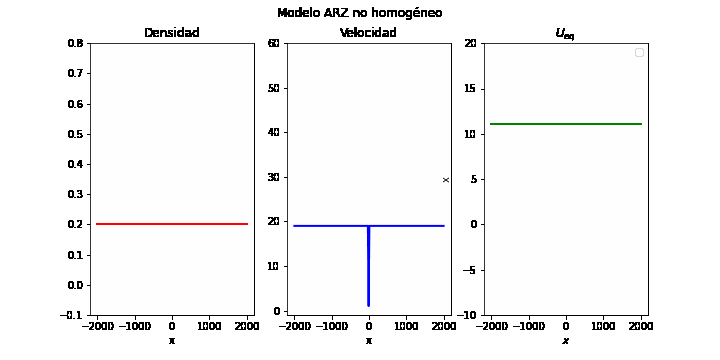 Modelo ARZ no homogéneo
Densidad
Velocidad
U_eq
0.8
0.7
0.6
0.5
0.4
0.3
0.2
0.1
0.0
−0.1
−2000 −1000 0 1000 2000
x
60
50
40
30
20
10
0
x
−2000 −1000 0 1000 2000
x
20
15
10
5
0
−5
−10
−2000 −1000 0 1000 2000
x